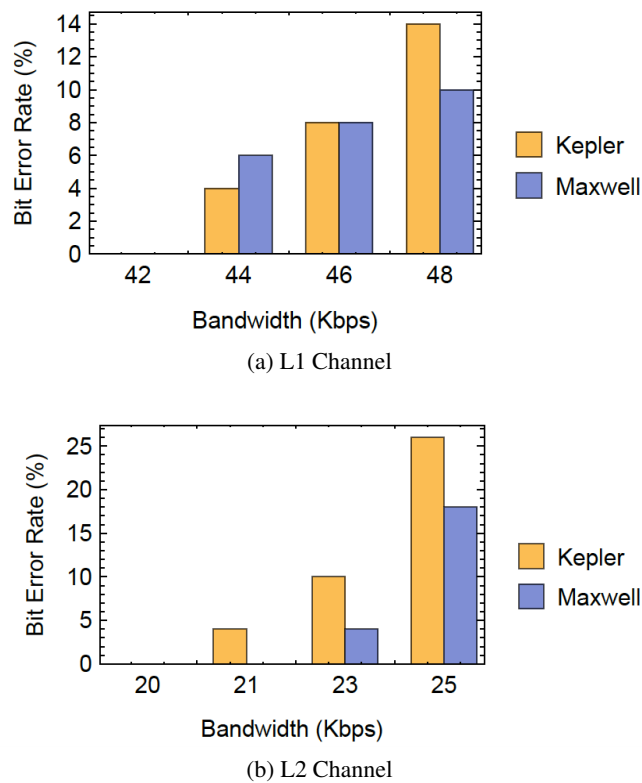 14
12
10
8
6
4
2
0
Bit Error Rate (%)
42 44 46 48
Bandwidth (Kbps)
Kepler
Maxwell
(a) L1 Channel
25
20
15
10
5
0
Bit Error Rate (%)
20 21 23 25
Bandwidth (Kbps)
Kepler
Maxwell
(b) L2 Channel